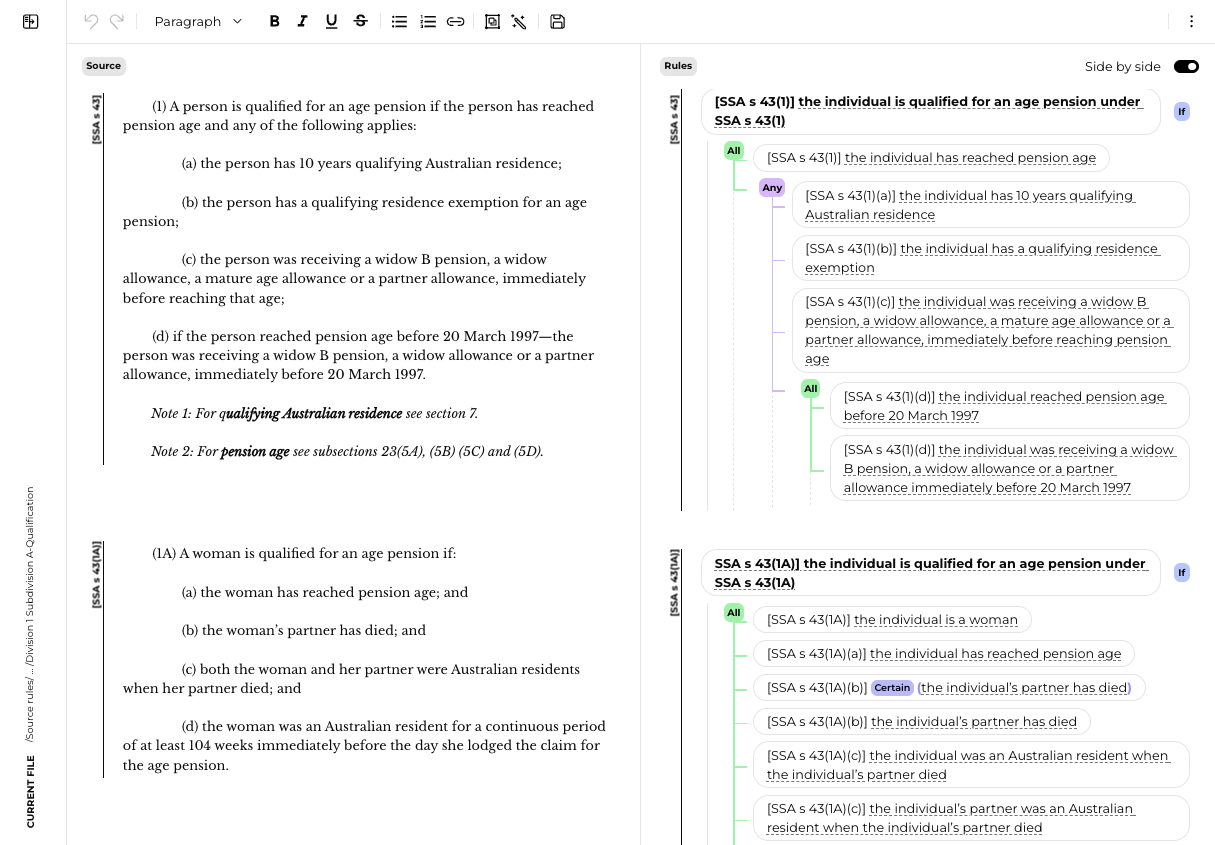 Paragraph
B I U S
Source
[SSA s 43]
(1) A person is qualified for an age pension if the person has reached
pension age and any of the following applies:
(a) the person has 10 years qualifying Australian residence;
(b) the person has a qualifying residence exemption for an age
pension;
(c) the person was receiving a widow B pension, a widow
allowance, a mature age allowance or a partner allowance, immediately
before reaching that age;
(d) if the person reached pension age before 20 March 1997—the
person was receiving a widow B pension, a widow allowance or a partner
allowance, immediately before 20 March 1997.
Note 1: For qualifying Australian residence see section 7.
Note 2: For pension age see subsections 23(5A), (5B) (5C) and (5D).
[SSA s 43(1A)]
(1A) A woman is qualified for an age pension if:
(a) the woman has reached pension age; and
(b) the woman's partner has died; and
(c) both the woman and her partner were Australian residents
when her partner died; and
(d) the woman was an Australian resident for a continuous period
of at least 104 weeks immediately before the day she lodged the claim for
the age pension.
Rules
Side by side
[SSA s 43]
[SSA s 43(1)] the individual is qualified for an age pension under
SSA s 43(1)
If
All
[SSA s 43(1)] the individual has reached pension age
Any
[SSA s 43(1)(a)] the individual has 10 years qualifying
Australian residence
[SSA s 43(1)(b)] the individual has a qualifying residence
exemption
[SSA s 43(1)(c)] the individual was receiving a widow B
pension, a widow allowance, a mature age allowance or a
partner allowance, immediately before reaching pension
age
All
[SSA s 43(1)(d)] the individual reached pension age
before 20 March 1997
[SSA s 43(1)(d)] the individual was receiving a widow
B pension, a widow allowance or a partner
allowance immediately before 20 March 1997
[SSA s 43(1A)]
SSA s 43(1A)] the individual is qualified for an age pension under
SSA s 43(1A)
If
All
[SSA s 43(1A)] the individual is a woman
[SSA s 43(1A)(a)] the individual has reached pension age
[SSA s 43(1A)(b)] Certain (the individual's partner has died)
[SSA s 43(1A)(b)] the individual's partner has died
[SSA s 43(1A)(c)] the individual was an Australian resident when
the individual's partner died
[SSA s 43(1A)(c)] the individual's partner was an Australian
resident when the individual's partner died
CURRENT FILE /Source rules/ ... /Division 1 Subdivision A-Qualification